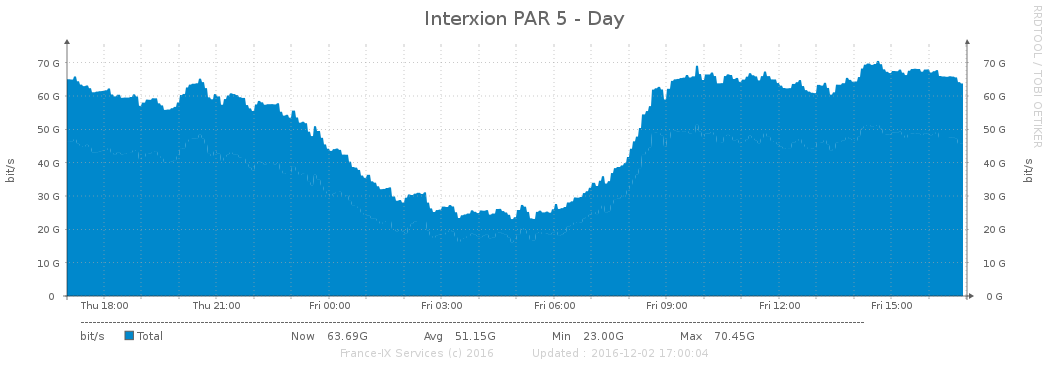 Interxion PAR 5 - Day
RRDTOOL / TOBI OETIKER
bit/s
70 G 70 G
60 G 60 G
50 G 50 G
40 G 40 G
30 G 30 G
20 G 20 G
10 G 10 G
0 0 G
bit/s
Thu 18:00 Thu 21:00 Fri 00:00 Fri 03:00 Fri 06:00 Fri 09:00 Fri 12:00 Fri 15:00
bit/s Total Now 63.69G Avg 51.15G Min 23.00G Max 70.45G
France-IX Services (c) 2016 Updated : 2016-12-02 17:00:04